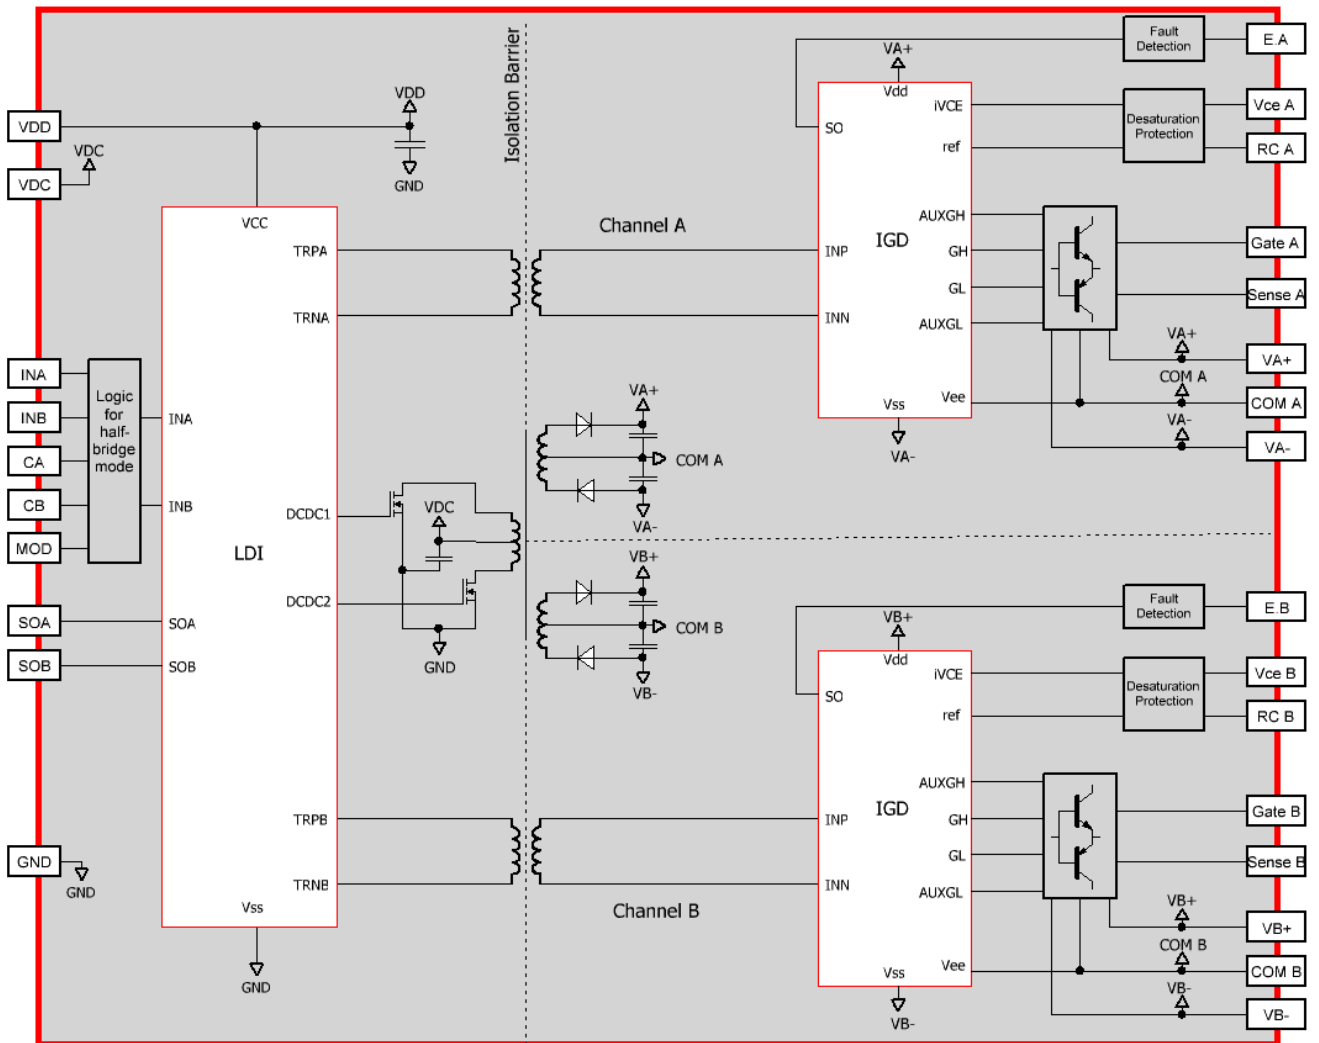 Isolation Barrier
Fault
Detection
E.A
VA+
Vdd
VDD
iVCE
Desaturation
Protection
Vce A
VDD
SO
VDC
ref
RC A
VDC
GND
VCC
Channel A
AUXGH
TRPA
INP
IGD
GH
Gate A
GL
Sense A
TRNA
INN
AUXGL
VA+
VA+
INA
Logic
for
half-
bridge
mode
COM A
INB
INA
VA+
Vss
Vee
COM A
VA-
VA-
VA-
CA
COM A
CB
INB
DCDC1
VDC
VA-
MOD
LDI
VB+
DCDC2
Fault
Detection
E.B
SOA
SOA
COM B
VB+
GND
Vdd
SOB
SOB
VB-
iVCE
Desaturation
Protection
Vce B
SO
ref
RC B
AUXGH
TRPB
INP
IGD
GH
Gate B
GND
GL
Sense B
GND
TRNB
INN
AUXGL
Vss
Channel B
VB+
VB+
COM B
Vss
Vee
COM B
GND
VB-
VB-
VB-